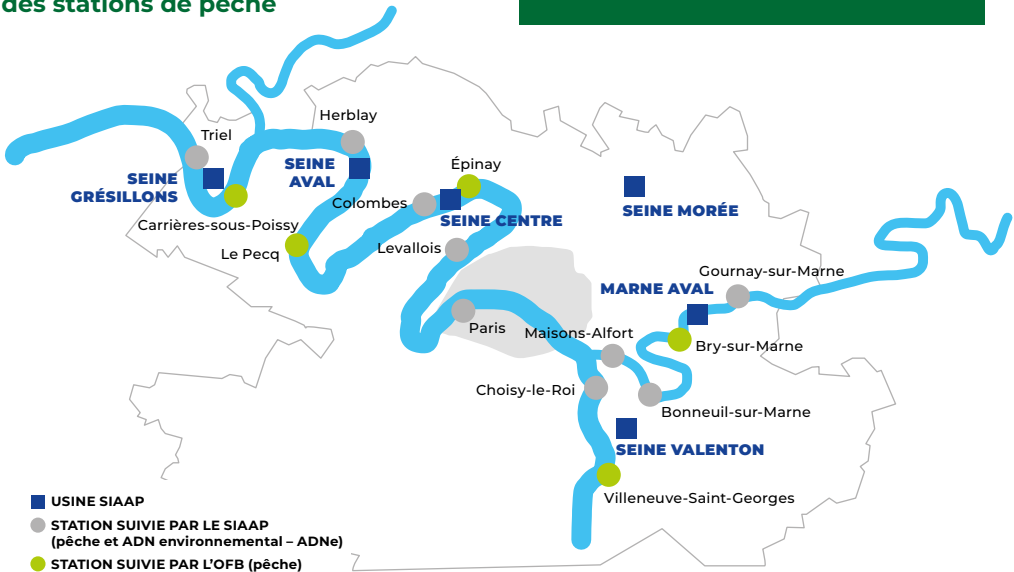 des stations de pêche
Herblay
Triel
Épinay
SEINE
AVAL
SEINE
GRÉSILLONS
Colombes
SEINE CENTRE
SEINE MORÉE
Carrières-sous-Poissy
Le Pecq
Levallois
Gournay-sur-Marne
MARNE AVAL
Paris
Maisons-Alfort
Bry-sur-Marne
Choisy-le-Roi
Bonneuil-sur-Marne
SEINE VALENTON
Villeneuve-Saint-Georges
USINE SIAAP
STATION SUIVIE PAR LE SIAAP
(pêche et ADN environnemental – ADNe)
STATION SUIVIE PAR L’OFB (pêche)